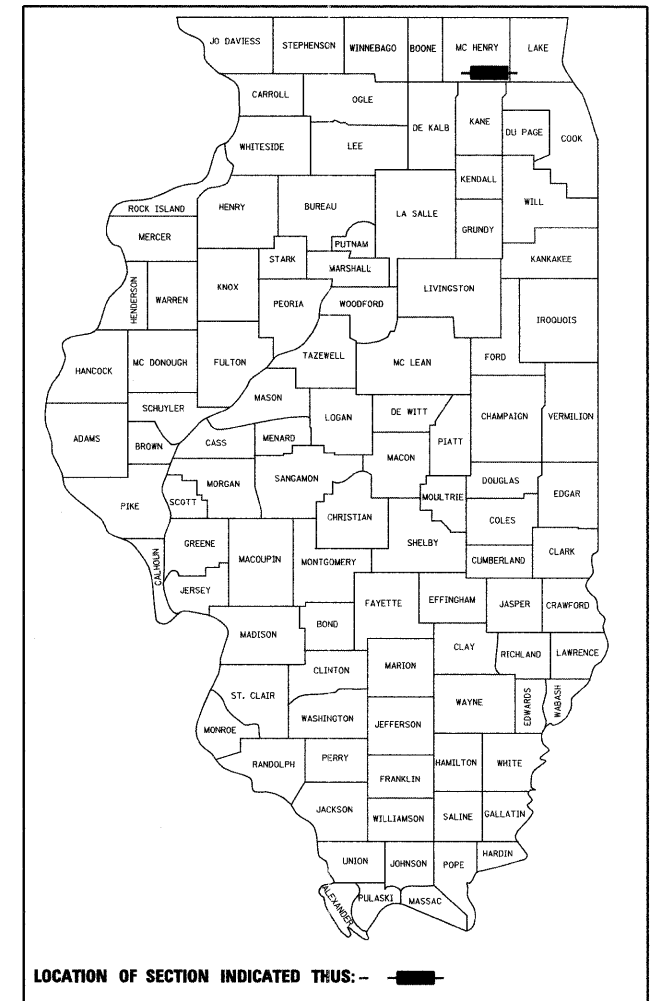 JO DAVIESS STEPHENSON WINNEBAGO BOONE MC HENRY LAKE
CARROLL OGLE DE KALB KANE DU PAGE COOK
WHITESIDE LEE
KENDALL
ROCK ISLAND HENRY BUREAU LA SALLE WILL
MERCER PUTNAM GRUNDY
STARK MARSHALL KANKAKEE
HENDERSON WARREN KNOX PEORIA WOODFORD LIVINGSTON
IROQUOIS
HANCOCK MC DONOUGH FULTON TAZEWELL MC LEAN FORD
MASON
SCHUYLER LOGAN DE WITT CHAMPAIGN VERMILION
ADAMS BROWN CASS MENARD PIATT
MACON
MORGAN SANGAMON DOUGLAS
PIKE SCOTT CHRISTIAN MOULTRIE COLES EDGAR
GREENE SHELBY
CALHOUN MACOUPIN MONTGOMERY CUMBERLAND CLARK
JERSEY FAYETTE EFFINGHAM JASPER CRAWFORD
MADISON BOND
CLAY
CLINTON MARION RICHLAND LAWRENCE
ST. CLAIR WAYNE EDWARDS WABASH
WASHINGTON JEFFERSON
MONROE
RANDOLPH PERRY HAMILTON WHITE
FRANKLIN
JACKSON WILLIAMSON SALINE GALLATIN
UNION JOHNSON POPE HARDIN
ALEXANDER PULASKI MASSAC
LOCATION OF SECTION INDICATED THUS:--